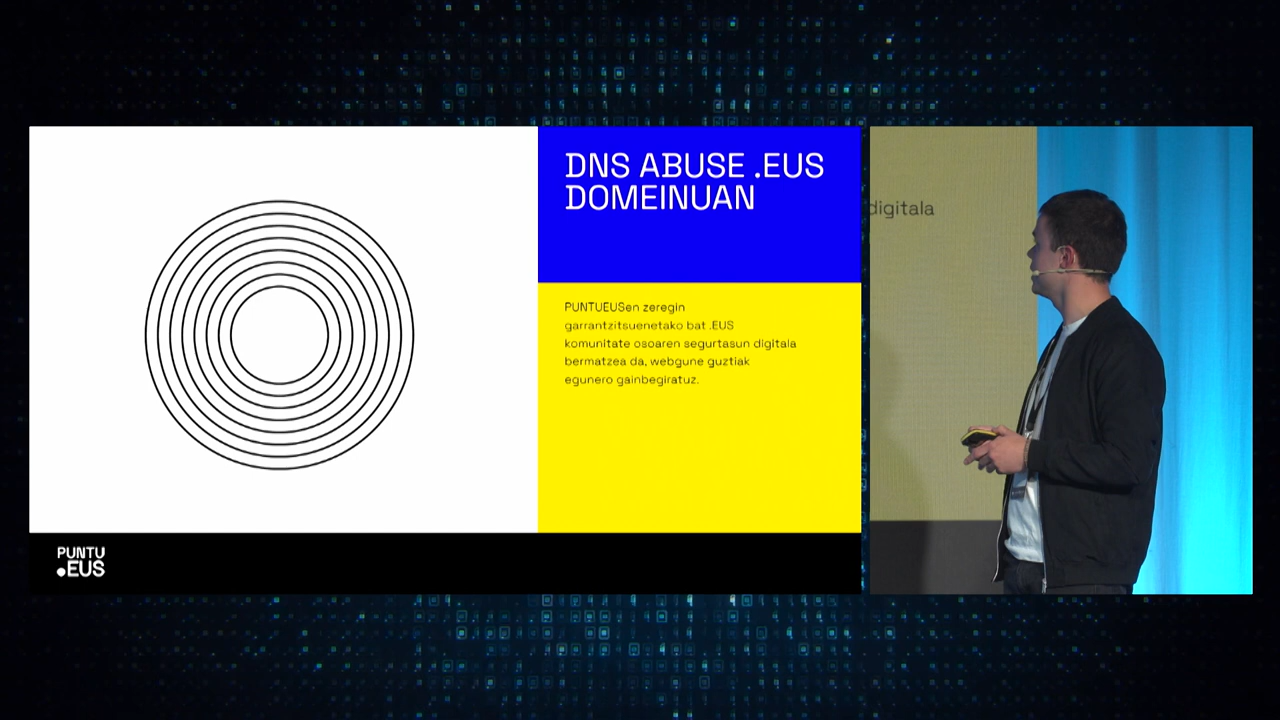 DNS ABUSE .EUS
DOMEINUAN
PUNTUEUSen zeregin
garrantzitsuenetako bat .EUS
komunitate osoaren segurtasun digitala
bermatzea da, webgune guztiak
egunero gainbegiratuz.
digitala
PUNTU
.EUS